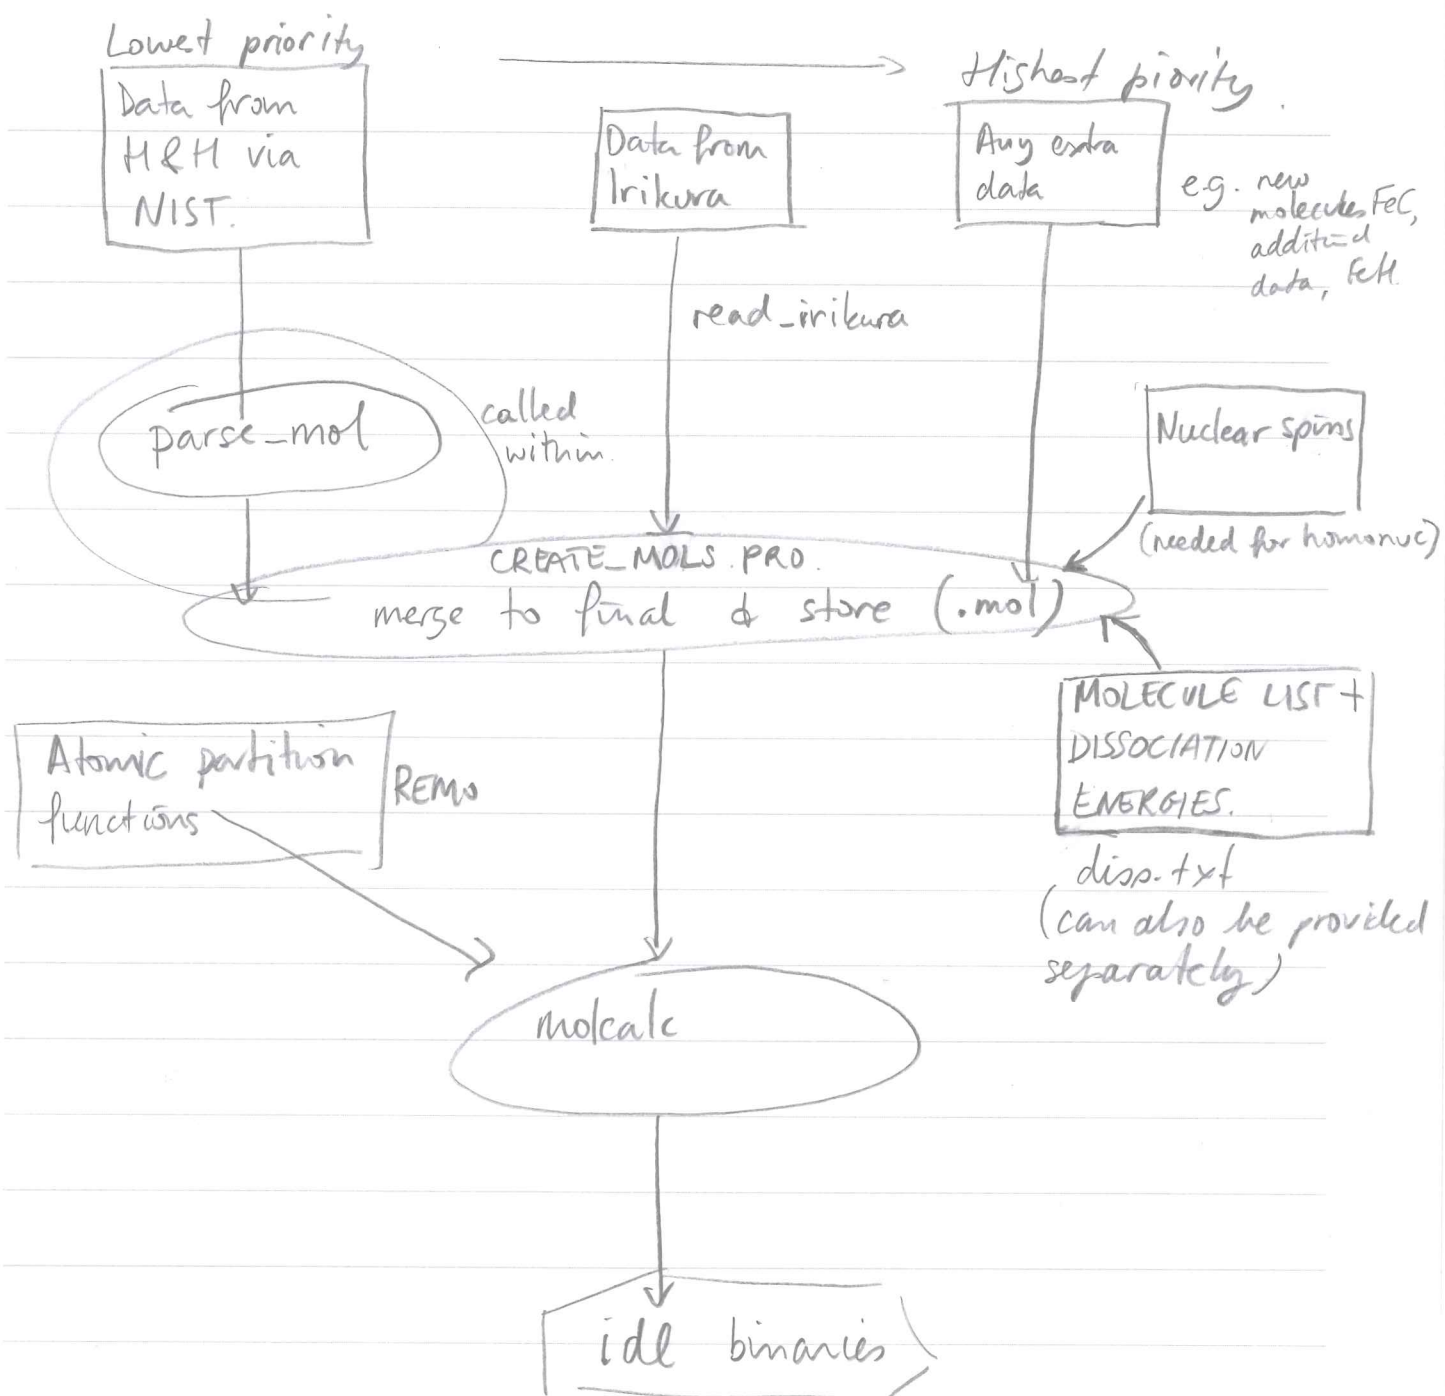 Lowest priority
Highest piority.
Data from
H&H via
NIST.
Data from
Irikura
Any extra
data
e.g. new
molecules FeC,
additional
data, FeH.
read_irikura
parse_mol
called
within.
Nuclear spins
(needed for homonuc)
CREATE_MOLS.PRO.
merge to final & store (.mol)
MOLECULE LIST +
DISSOCIATION
ENERGIES.
Atomic partition
functions
REMO
diss.txt
(can also be provided
separately)
molcalc
idl binaries